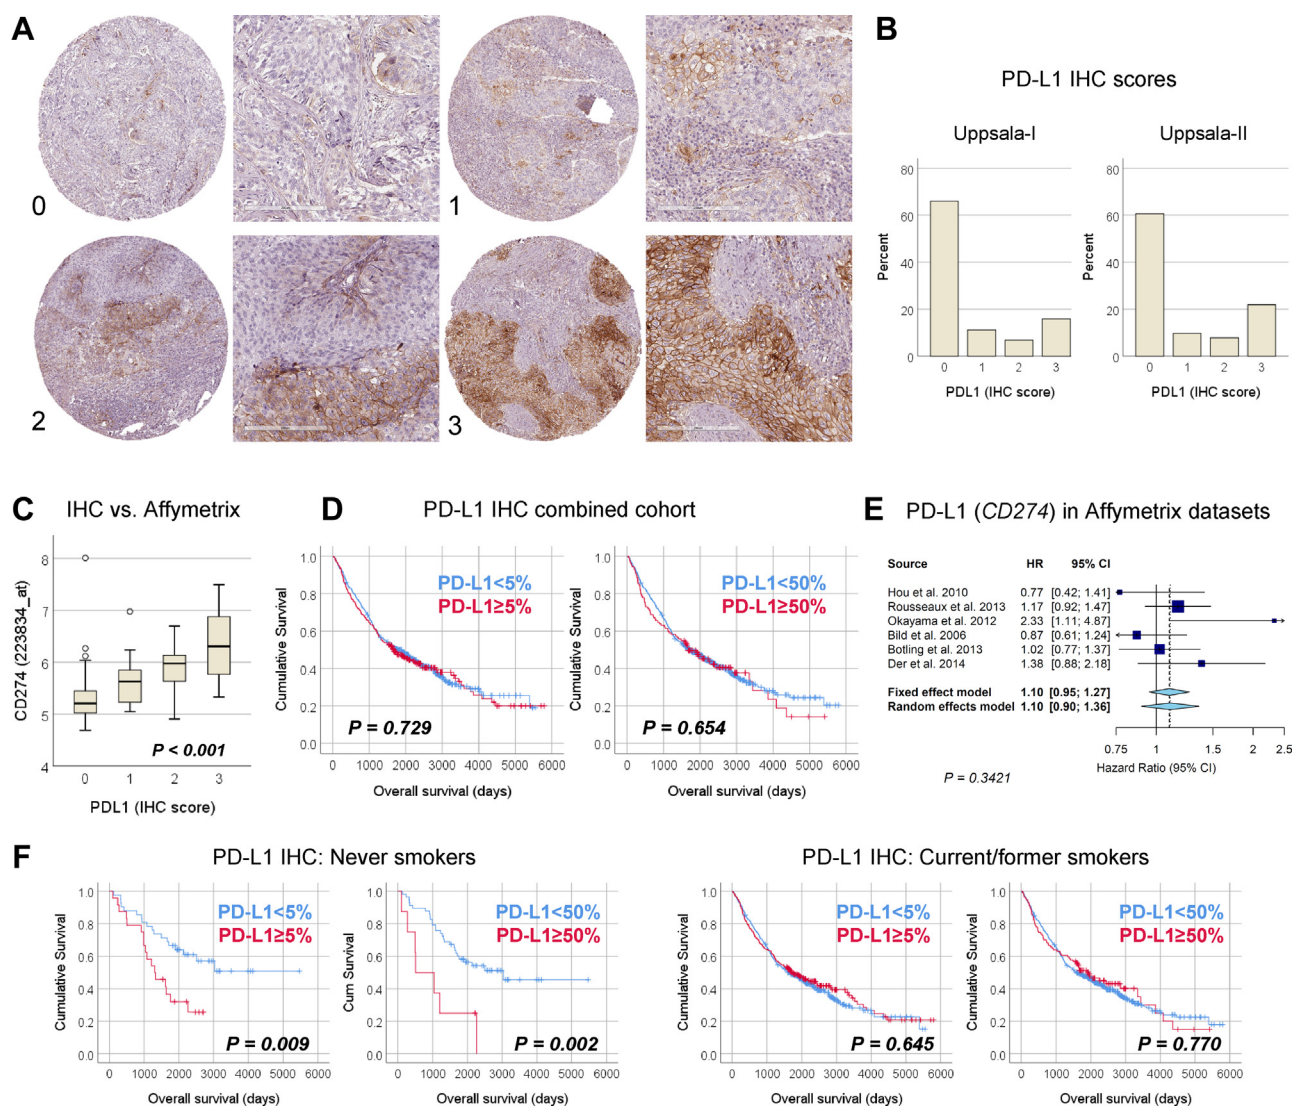 A
0
1
2
3
B
PD-L1 IHC scores
Uppsala-I
Uppsala-II
Percent
80
60
40
20
0
0 1 2 3
PDL1 (IHC score)
Percent
80
60
40
20
0
0 1 2 3
PDL1 (IHC score)
C
IHC vs. Affymetrix
CD274 (223834_at)
8
7
6
5
4
P < 0.001
0 1 2 3
PDL1 (IHC score)
D
PD-L1 IHC combined cohort
Cumulative Survival
1.0
0.8
0.6
0.4
0.2
0.0
PD-L1<5%
PD-L1≥5%
P = 0.729
0 1000 2000 3000 4000 5000 6000
Overall survival (days)
Cumulative Survival
1.0
0.8
0.6
0.4
0.2
0.0
PD-L1<50%
PD-L1≥50%
P = 0.654
0 1000 2000 3000 4000 5000 6000
Overall survival (days)
E
PD-L1 (CD274) in Affymetrix datasets
Source HR 95% CI
Hou et al. 2010 0.77 [0.42; 1.41]
Rousseaux et al. 2013 1.17 [0.92; 1.47]
Okayama et al. 2012 2.33 [1.11; 4.87]
Bild et al. 2006 0.87 [0.61; 1.24]
Botling et al. 2013 1.02 [0.77; 1.37]
Der et al. 2014 1.38 [0.88; 2.18]
Fixed effect model 1.10 [0.95; 1.27]
Random effects model 1.10 [0.90; 1.36]
0.75 1 1.5 2 2.5
Hazard Ratio (95% CI)
P = 0.3421
F
PD-L1 IHC: Never smokers
Cumulative Survival
1.0
0.8
0.6
0.4
0.2
0.0
PD-L1<5%
PD-L1≥5%
P = 0.009
0 1000 2000 3000 4000 5000 6000
Overall survival (days)
Cum Survival
1.0
0.8
0.6
0.4
0.2
0.0
PD-L1<50%
PD-L1≥50%
P = 0.002
0 1000 2000 3000 4000 5000 6000
Overall survival (days)
PD-L1 IHC: Current/former smokers
Cumulative Survival
1.0
0.8
0.6
0.4
0.2
0.0
PD-L1<5%
PD-L1≥5%
P = 0.645
0 1000 2000 3000 4000 5000 6000
Overall survival (days)
Cumulative Survival
1.0
0.8
0.6
0.4
0.2
0.0
PD-L1<50%
PD-L1≥50%
P = 0.770
0 1000 2000 3000 4000 5000 6000
Overall survival (days)